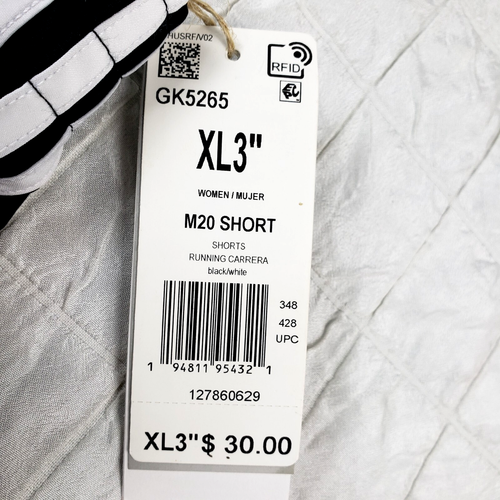 HUSRF/V02
RFID
GK5265
XL3"
WOMEN / MUJER
M20 SHORT
SHORTS
RUNNING CARRERA
black/white
348
428
UPC
1 94811 95432 1
127860629
XL3" $ 30.00